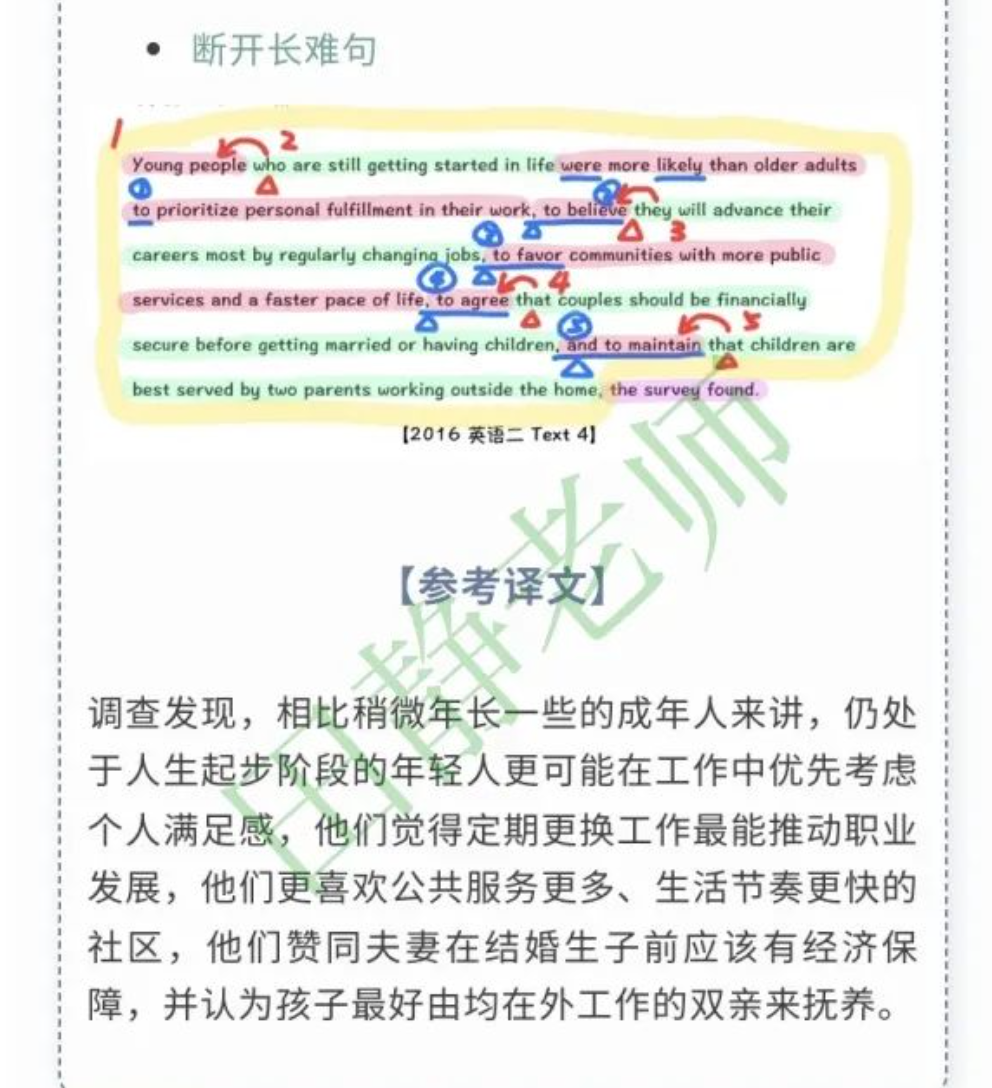 • 断开长难句
1 2
Young people who are still getting started in life were more likely than older adults
① ②
to prioritize personal fulfillment in their work, to believe they will advance their
③ 3
careers most by regularly changing jobs, to favor communities with more public
④ 4
services and a faster pace of life, to agree that couples should be financially
⑤ 5
secure before getting married or having children, and to maintain that children are
best served by two parents working outside the home, the survey found.
【2016 英语二 Text 4】
【参考译文】
调查发现，相比稍微年长一些的成年人来讲，仍处
于人生起步阶段的年轻人更可能在工作中优先考虑
个人满足感，他们觉得定期更换工作最能推动职业
发展，他们更喜欢公共服务更多、生活节奏更快的
社区，他们赞同夫妻在结婚生子前应该有经济保
障，并认为孩子最好由均在外工作的双亲来抚养。
田静老师